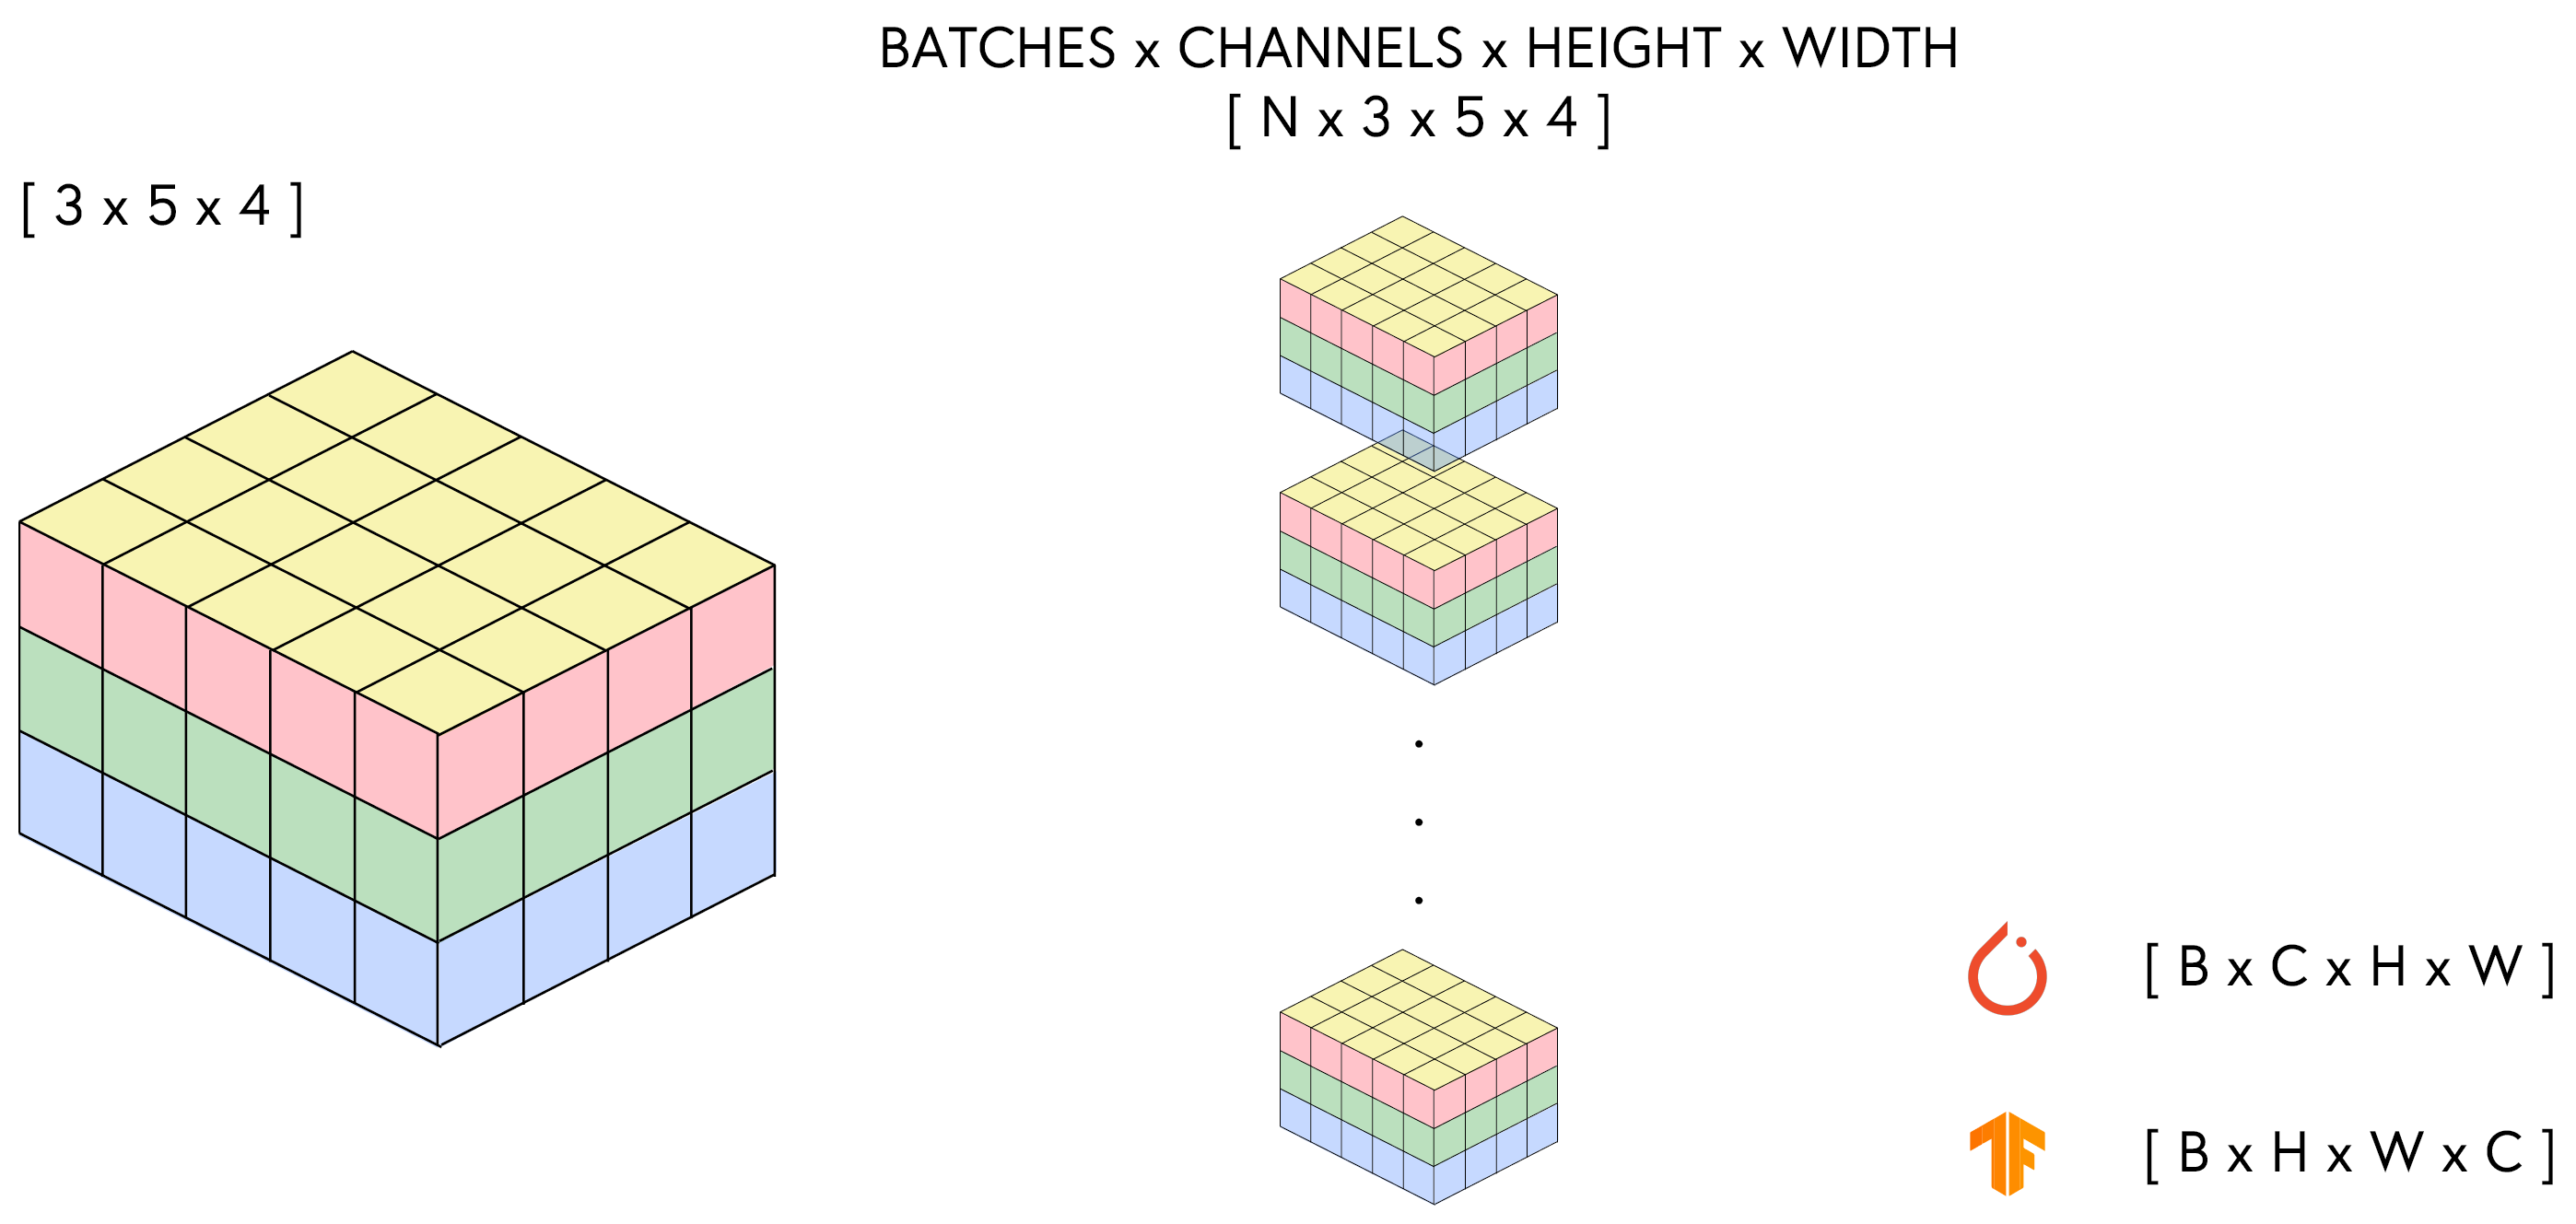 BATCHES x CHANNELS x HEIGHT x WIDTH
[ N x 3 x 5 x 4 ]
[ 3 x 5 x 4 ]
[ B x C x H x W ]
[ B x H x W x C ]